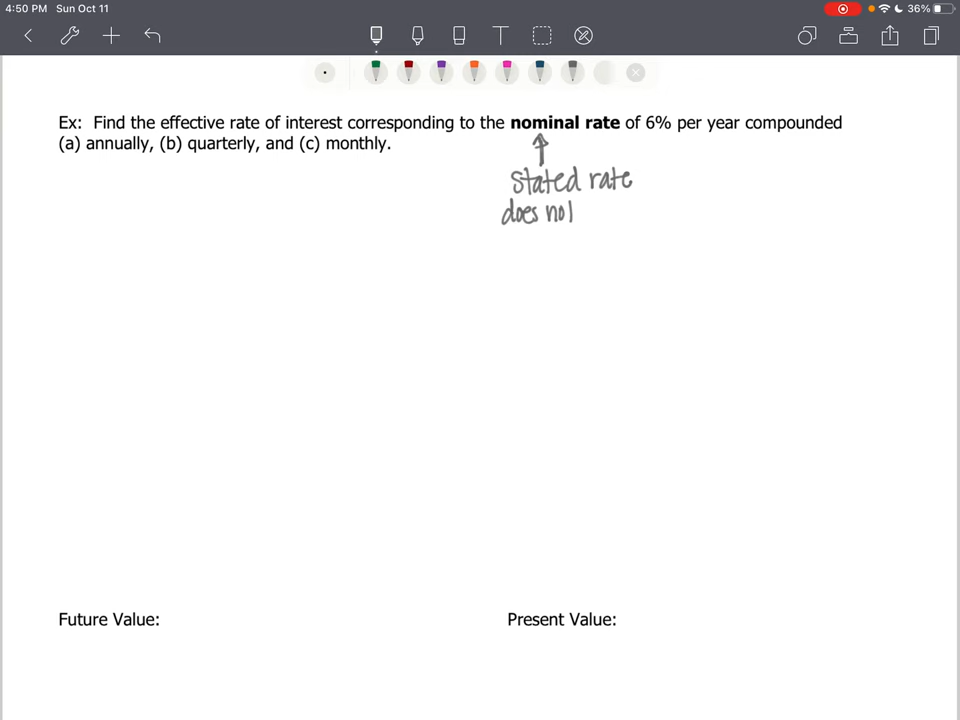 4:50 PM Sun Oct 11
36%
Ex: Find the effective rate of interest corresponding to the nominal rate of 6% per year compounded
(a) annually, (b) quarterly, and (c) monthly.
stated rate
does no
Future Value:
Present Value: